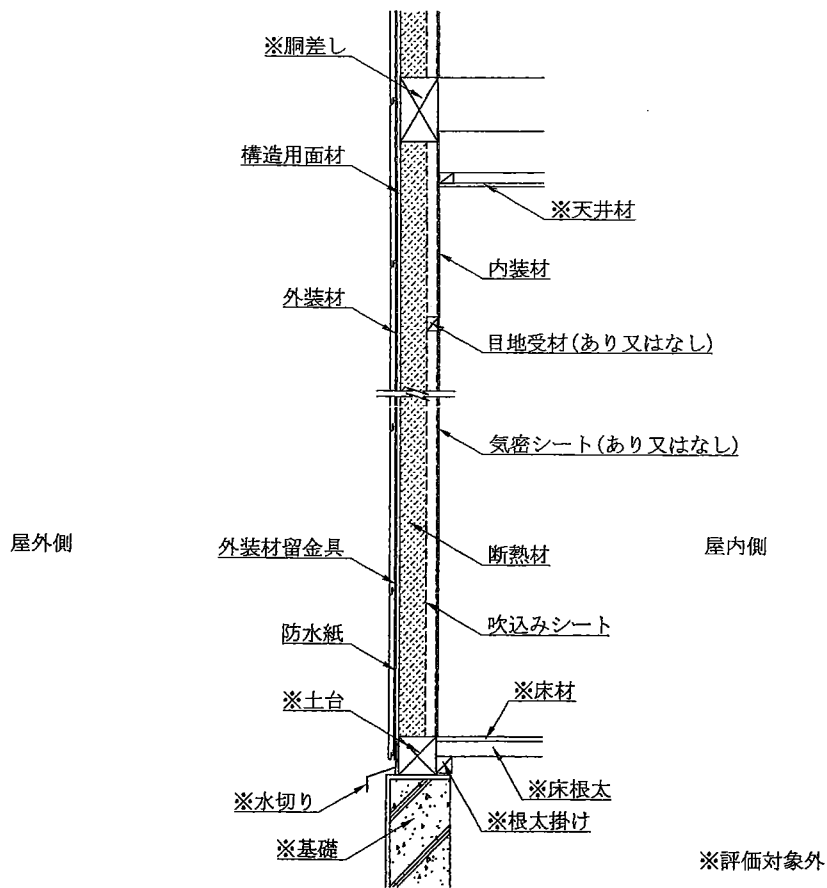 ※胴差し
構造用面材
※天井材
内装材
外装材
目地受材(あり又はなし)
気密シート(あり又はなし)
屋外側
外装材留金具
断熱材
屋内側
吹込みシート
防水紙
※床材
※土台
※床根太
※水切り
※根太掛け
※基礎
※評価対象外